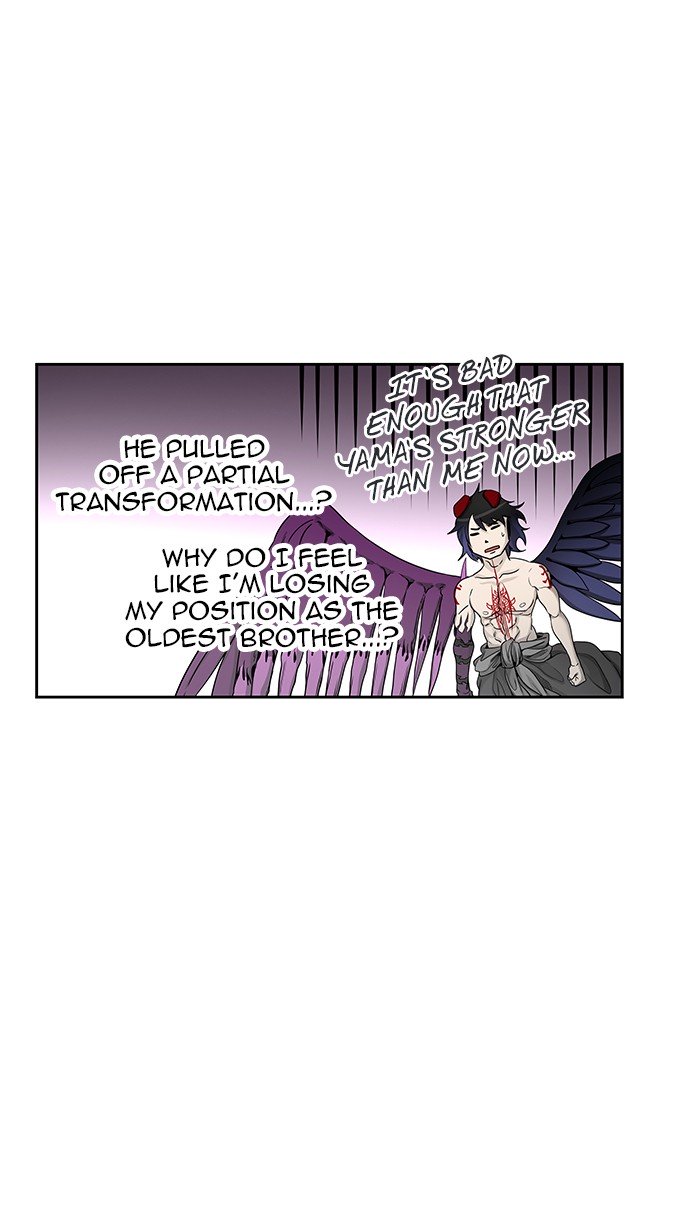 IT'S BAD
ENOUGH THAT
YAMA'S STRONGER
THAN ME NOW...
HE PULLED
OFF A PARTIAL
TRANSFORMATION...?
WHY DO I FEEL
LIKE I'M LOSING
MY POSITION AS THE
OLDEST BROTHER...?